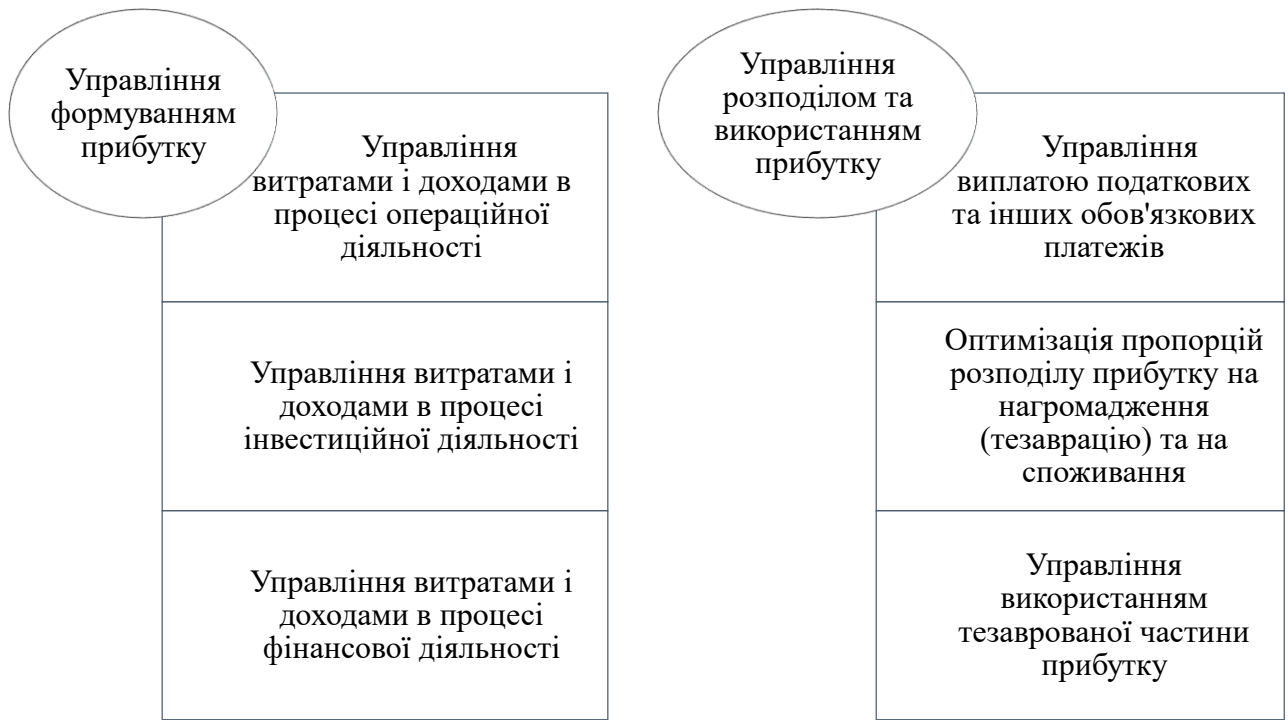 Управління
формуванням
прибутку
Управління
витратами і доходами в
процесі операційної
діяльності
Управління витратами і
доходами в процесі
інвестиційної діяльності
Управління витратами і
доходами в процесі
фінансової діяльності
Управління
розподілом та
використанням
прибутку
Управління
виплатою податкових
та інших обов'язкових
платежів
Оптимізація пропорцій
розподілу прибутку на
нагромадження
(тезаврацію) та на
споживання
Управління
використанням
тезаврованої частини
прибутку